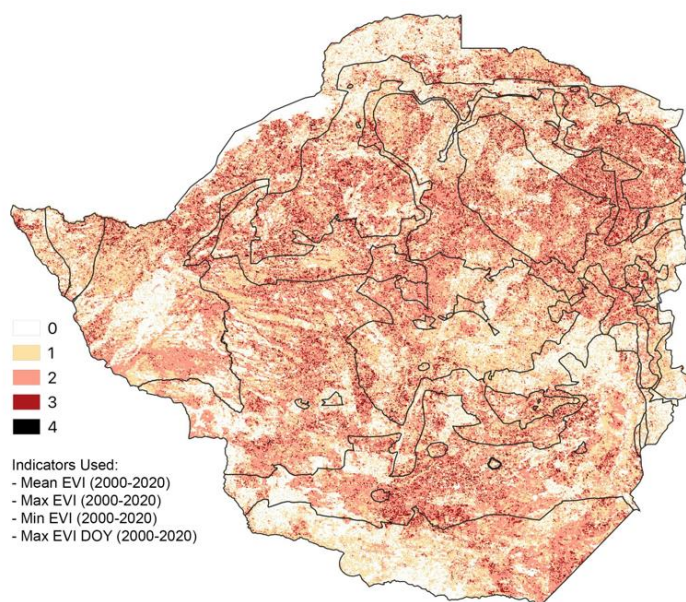 0
1
2
3
4
Indicators Used:
- Mean EVI (2000-2020)
- Max EVI (2000-2020)
- Min EVI (2000-2020)
- Max EVI DOY (2000-2020)